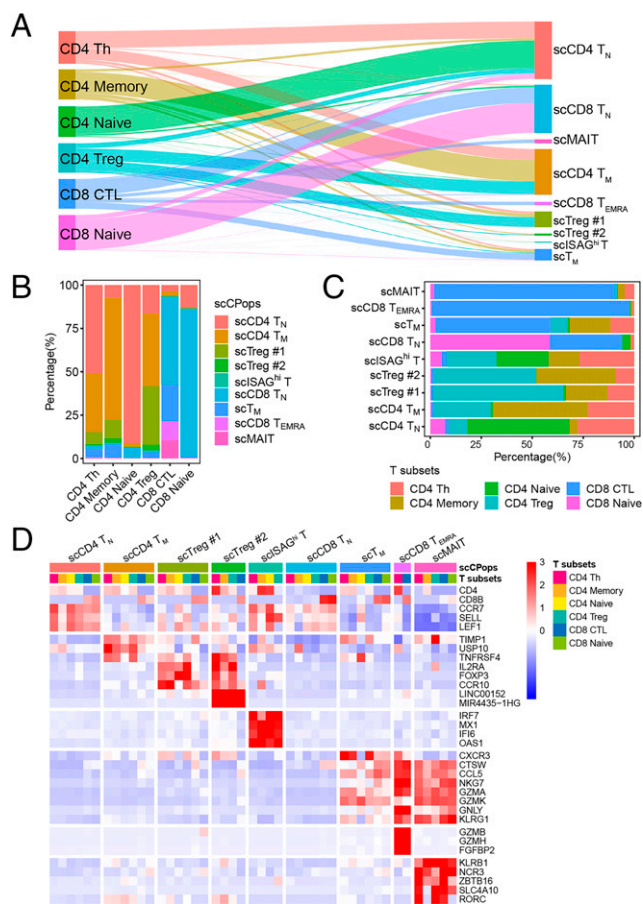 A
CD4 Th
CD4 Memory
CD4 Naive
CD4 Treg
CD8 CTL
CD8 Naive
scCD4 TN
scCD8 TN
scMAIT
scCD4 TM
scCD8 TEMRA
scTreg #1
scTreg #2
scISAGhi T
scTM
B
Percentage(%)
100
75
50
25
0
CD4 Th
CD4 Memory
CD4 Naive
CD4 Treg
CD8 CTL
CD8 Naive
scCPops
scCD4 TN
scCD4 TM
scTreg #1
scTreg #2
scISAGhi T
scCD8 TN
scTM
scCD8 TEMRA
scMAIT
C
scMAIT
scCD8 TEMRA
scTM
scCD8 TN
scISAGhi T
scTreg #2
scTreg #1
scCD4 TM
scCD4 TN
0 25 50 75 100
Percentage(%)
T subsets
CD4 Th CD4 Naive CD8 CTL
CD4 Memory CD4 Treg CD8 Naive
D
scCD4 TN scCD4 TM scTreg #1 scTreg #2 scISAGhi T scCD8 TN scTM scCD8 TEMRA scMAIT
scCPops
T subsets
CD4
CD8B
CCR7
SELL
LEF1
TIMP1
USP10
TNFRSF4
IL2RA
FOXP3
CCR10
LINC00152
MIR4435-1HG
IRF7
MX1
IFI6
OAS1
CXCR3
CTSW
CCL5
NKG7
GZMA
GZMK
GNLY
KLRG1
GZMB
GZMH
FGFBP2
KLRB1
NCR3
ZBTB16
SLC4A10
RORC
3
2
1
0
T subsets
CD4 Th
CD4 Memory
CD4 Naive
CD4 Treg
CD8 CTL
CD8 Naive